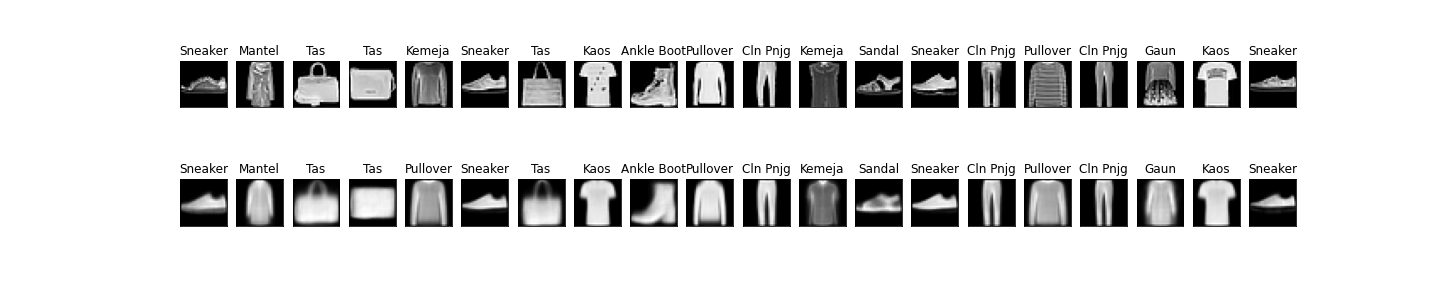 Sneaker Mantel Tas Tas Kemeja Sneaker Tas Kaos Ankle Boot Pullover Cln Pnjg Kemeja Sandal Sneaker Cln Pnjg Pullover Cln Pnjg Gaun Kaos Sneaker
Sneaker Mantel Tas Tas Pullover Sneaker Tas Kaos Ankle Boot Pullover Cln Pnjg Kemeja Sandal Sneaker Cln Pnjg Pullover Cln Pnjg Gaun Kaos Sneaker